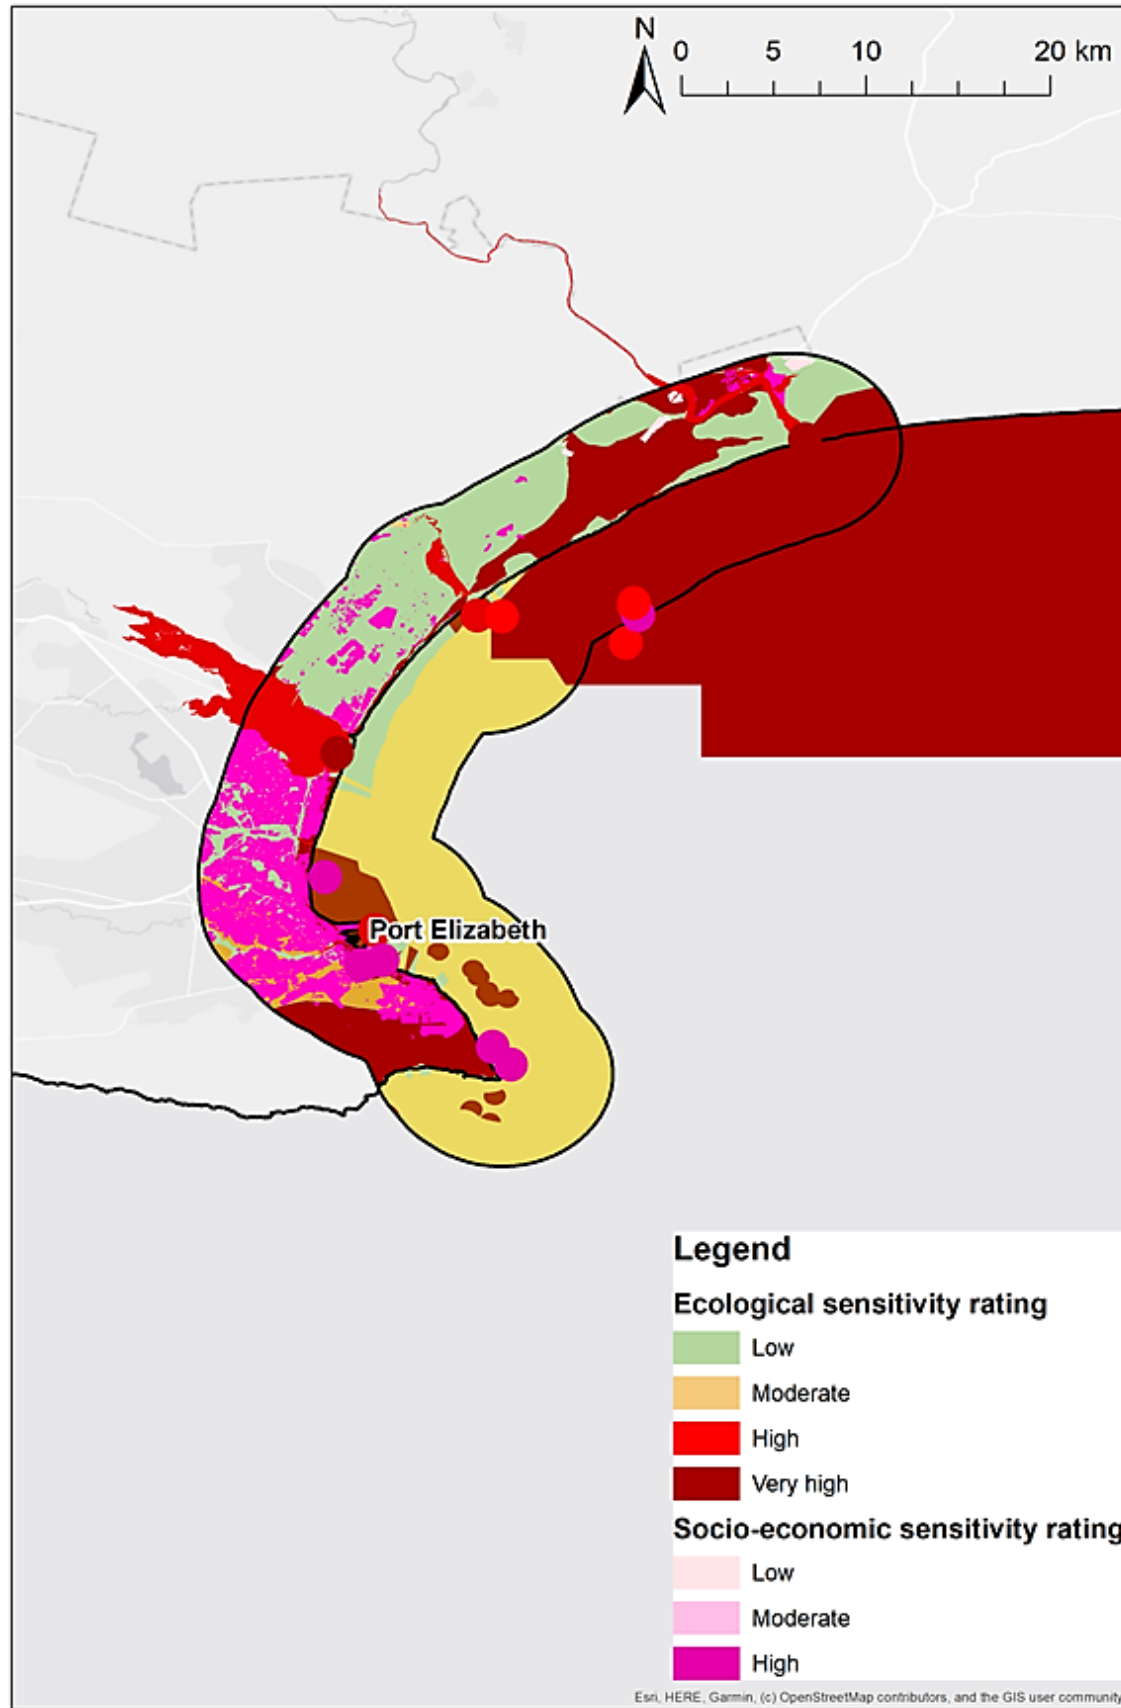 N
0 5 10 20 km
Port Elizabeth
Legend
Ecological sensitivity rating
Low
Moderate
High
Very high
Socio-economic sensitivity rating
Low
Moderate
High
Esri, HERE, Garmin, (c) OpenStreetMap contributors, and the GIS user community